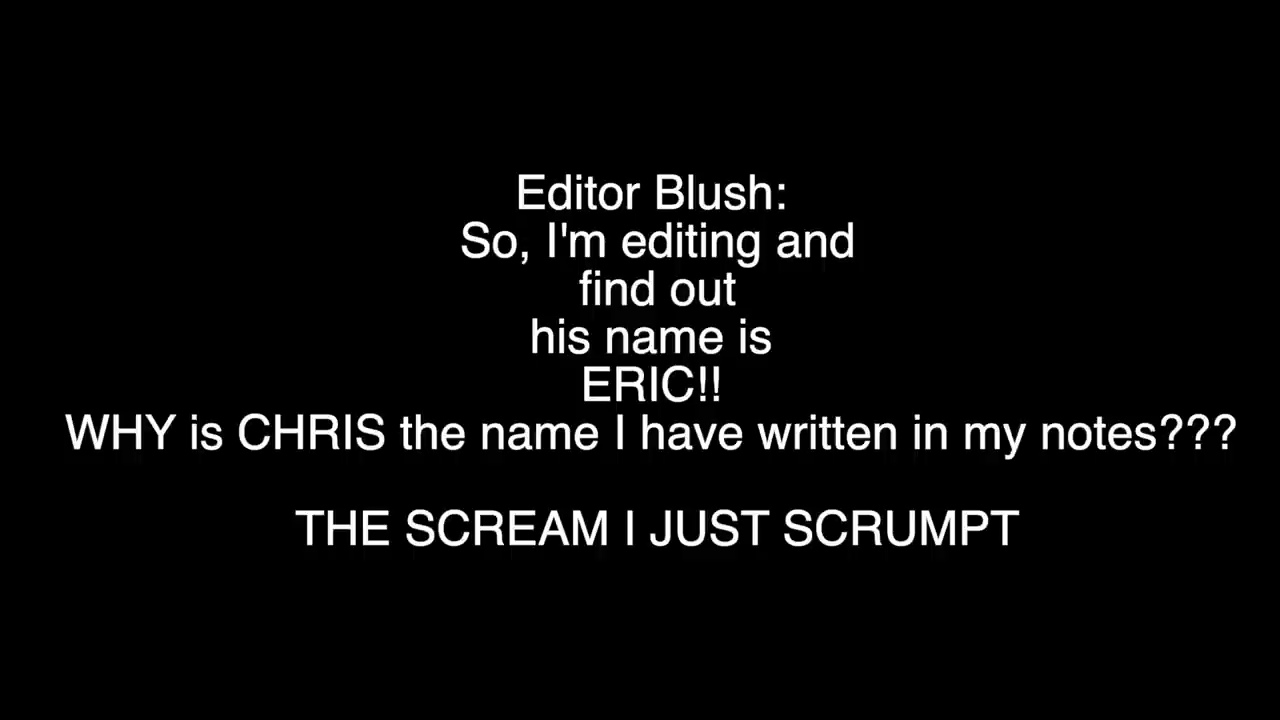 Editor Blush:
So, I'm editing and
find out
his name is
ERIC!!
WHY is CHRIS the name I have written in my notes???
THE SCREAM I JUST SCRUMPT